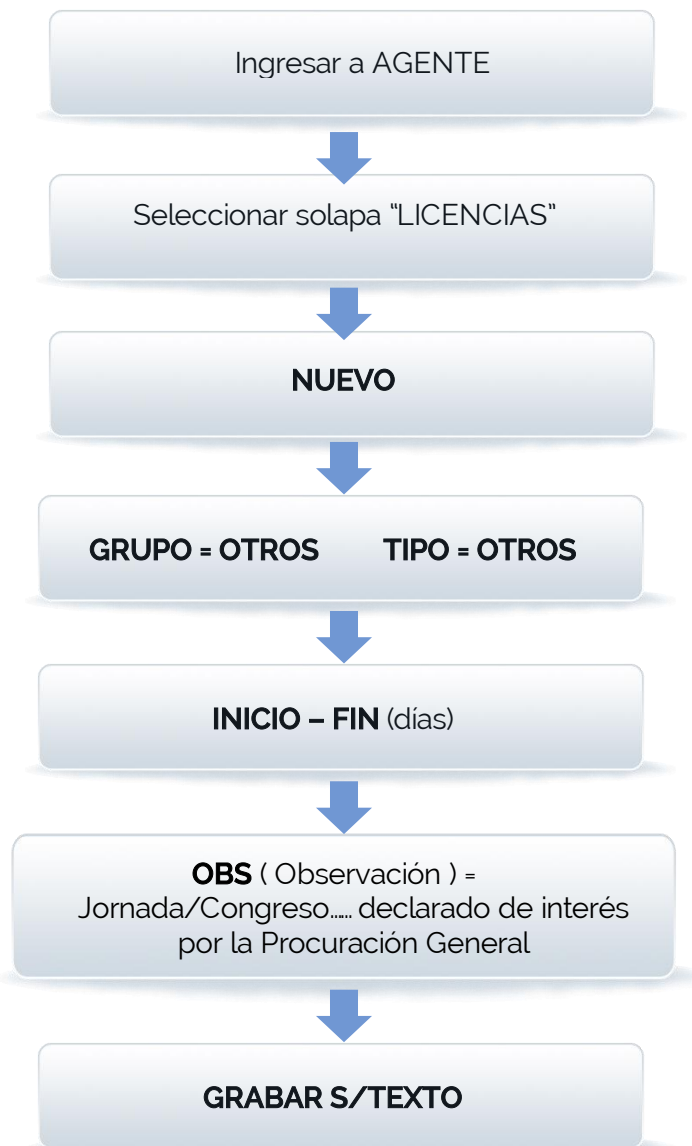 Ingresar a AGENTE
Seleccionar solapa “LICENCIAS”
NUEVO
GRUPO = OTROS TIPO = OTROS
INICIO – FIN (días)
OBS ( Observación ) =
Jornada/Congreso...... declarado de interés
por la Procuración General
GRABAR S/TEXTO